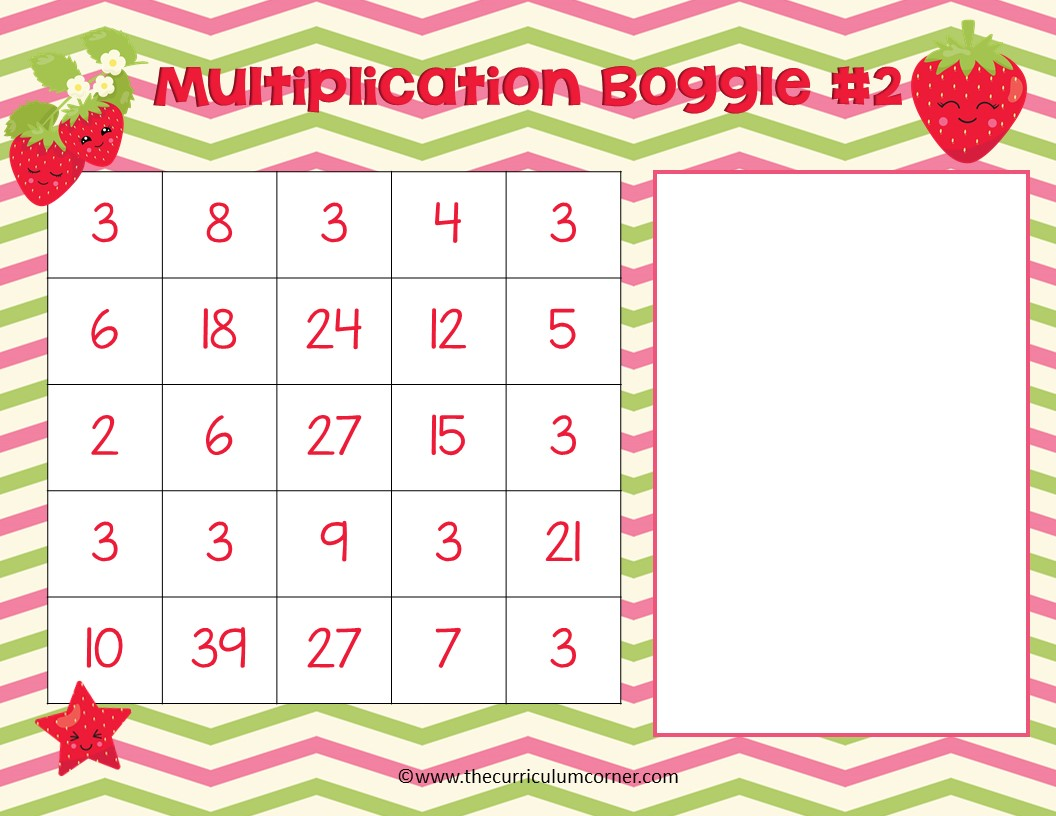 Multiplication Boggle #2
3 8 3 4 3
6 18 24 12 5
2 6 27 15 3
3 3 9 3 21
10 39 27 7 3
©www.thecurriculumcorner.com